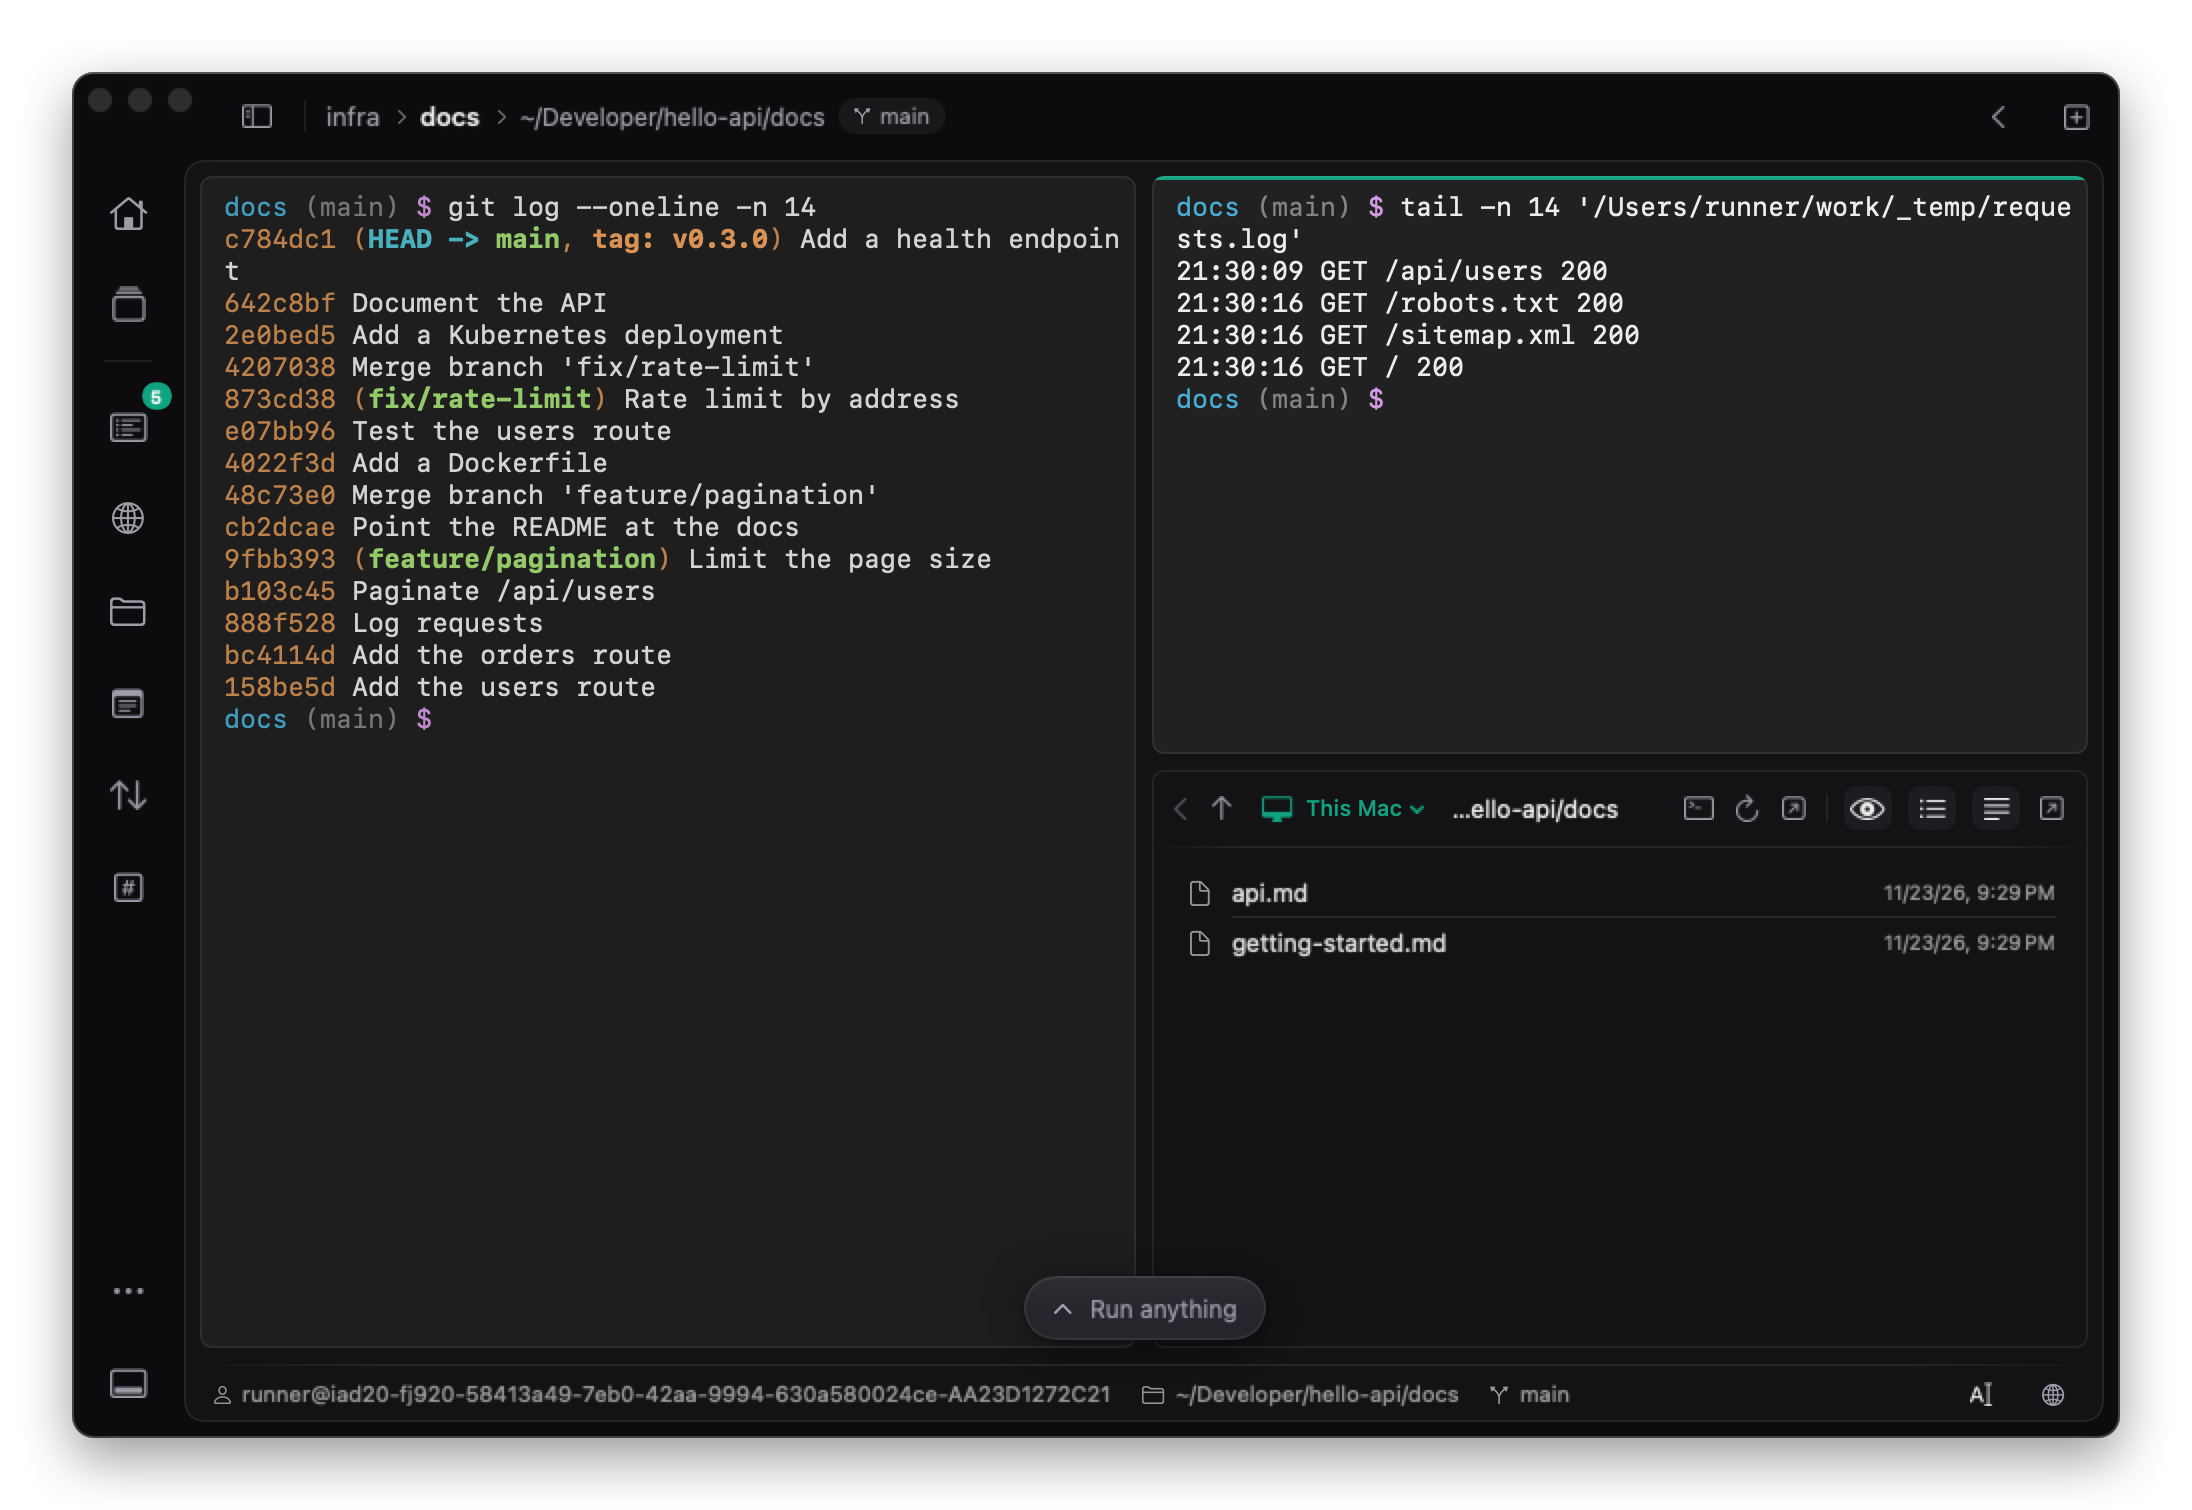 infra > docs > ~/Developer/hello-api/docs main
5
docs (main) $ git log --oneline -n 14
c784dc1 (HEAD -> main, tag: v0.3.0) Add a health endpoin
t
642c8bf Document the API
2e0bed5 Add a Kubernetes deployment
4207038 Merge branch 'fix/rate-limit'
873cd38 (fix/rate-limit) Rate limit by address
e07bb96 Test the users route
4022f3d Add a Dockerfile
48c73e0 Merge branch 'feature/pagination'
cb2dcae Point the README at the docs
9fbb393 (feature/pagination) Limit the page size
b103c45 Paginate /api/users
888f528 Log requests
bc4114d Add the orders route
158be5d Add the users route
docs (main) $
docs (main) $ tail -n 14 '/Users/runner/work/_temp/reque
sts.log'
21:30:09 GET /api/users 200
21:30:16 GET /robots.txt 200
21:30:16 GET /sitemap.xml 200
21:30:16 GET / 200
docs (main) $
This Mac ...ello-api/docs
api.md 11/23/26, 9:29 PM
getting-started.md 11/23/26, 9:29 PM
Run anything
runner@iad20-fj920-58413a49-7eb0-42aa-9994-630a580024ce-AA23D1272C21 ~/Developer/hello-api/docs main